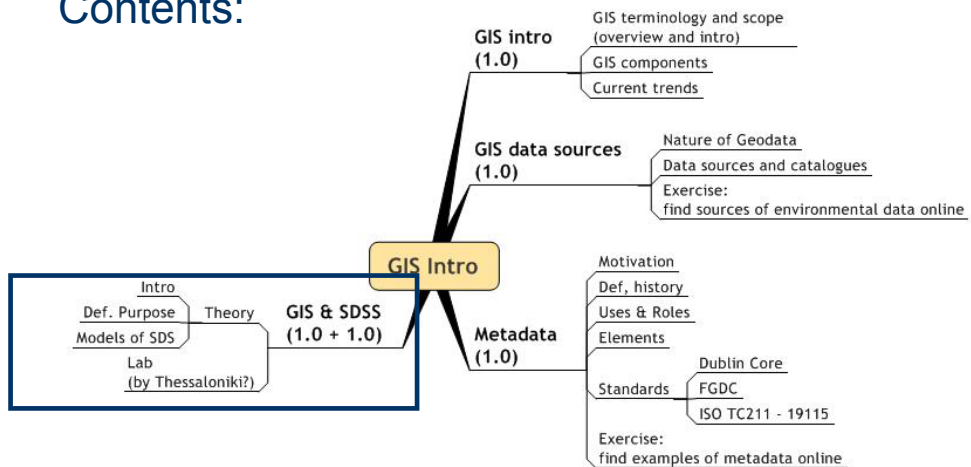 Contents:
GIS Intro
GIS intro
(1.0)
GIS terminology and scope
(overview and intro)
GIS components
Current trends
GIS data sources
(1.0)
Nature of Geodata
Data sources and catalogues
Exercise:
find sources of environmental data online
Metadata
(1.0)
Motivation
Def, history
Uses & Roles
Elements
Standards
Dublin Core
FGDC
ISO TC211 - 19115
Exercise:
find examples of metadata online
GIS & SDSS
(1.0 + 1.0)
Theory
Intro
Def. Purpose
Models of SDS
Lab
(by Thessaloniki?)